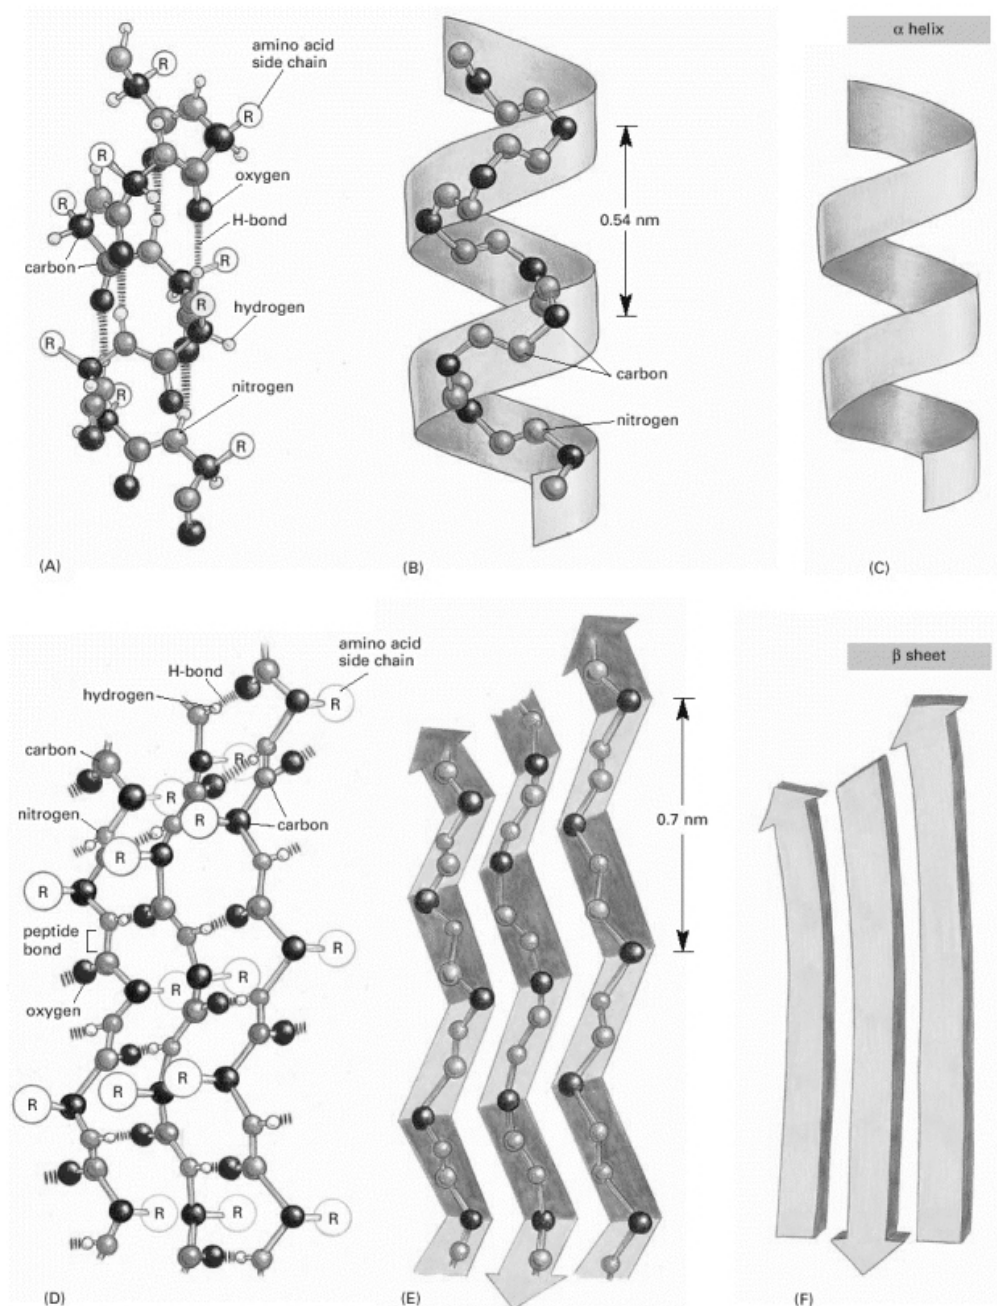 α helix
amino acid
side chain
R
R
R
oxygen
R
H-bond
carbon
R
R
hydrogen
R
R
nitrogen
R
0.54 nm
carbon
nitrogen
(A)
(B)
(C)
β sheet
amino acid
side chain
H-bond
hydrogen
R
carbon
R
R
nitrogen
R
carbon
R
R
peptide
bond
R
R
R
oxygen
R
R
R
R
R
R
0.7 nm
(D)
(E)
(F)